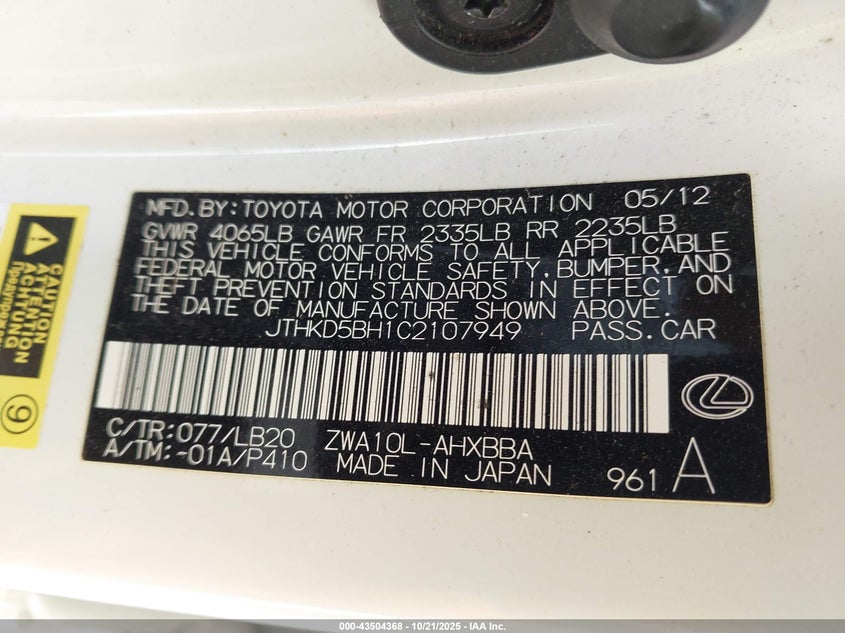 MFD.BY:TOYOTA MOTOR CORPORATION 05/12
GVWR 4065LB GAWR FR 2335LB RR 2235LB
THIS VEHICLE CONFORMS TO ALL APPLICABLE
FEDERAL MOTOR VEHICLE SAFETY,BUMPER,AND
THEFT PREVENTION STANDARDS IN EFFECT ON
THE DATE OF MANUFACTURE SHOWN ABOVE.
JTHKD5BH1C2107949 PASS.CAR
C/TR:077/LB20 ZWA10L-AHXBBA
A/TM:-01A/P410 MADE IN JAPAN 961 A
CAUTION
ATTENTION
ACHTUNG
9
000-43504368 - 10/21/2025 - IAA Inc.